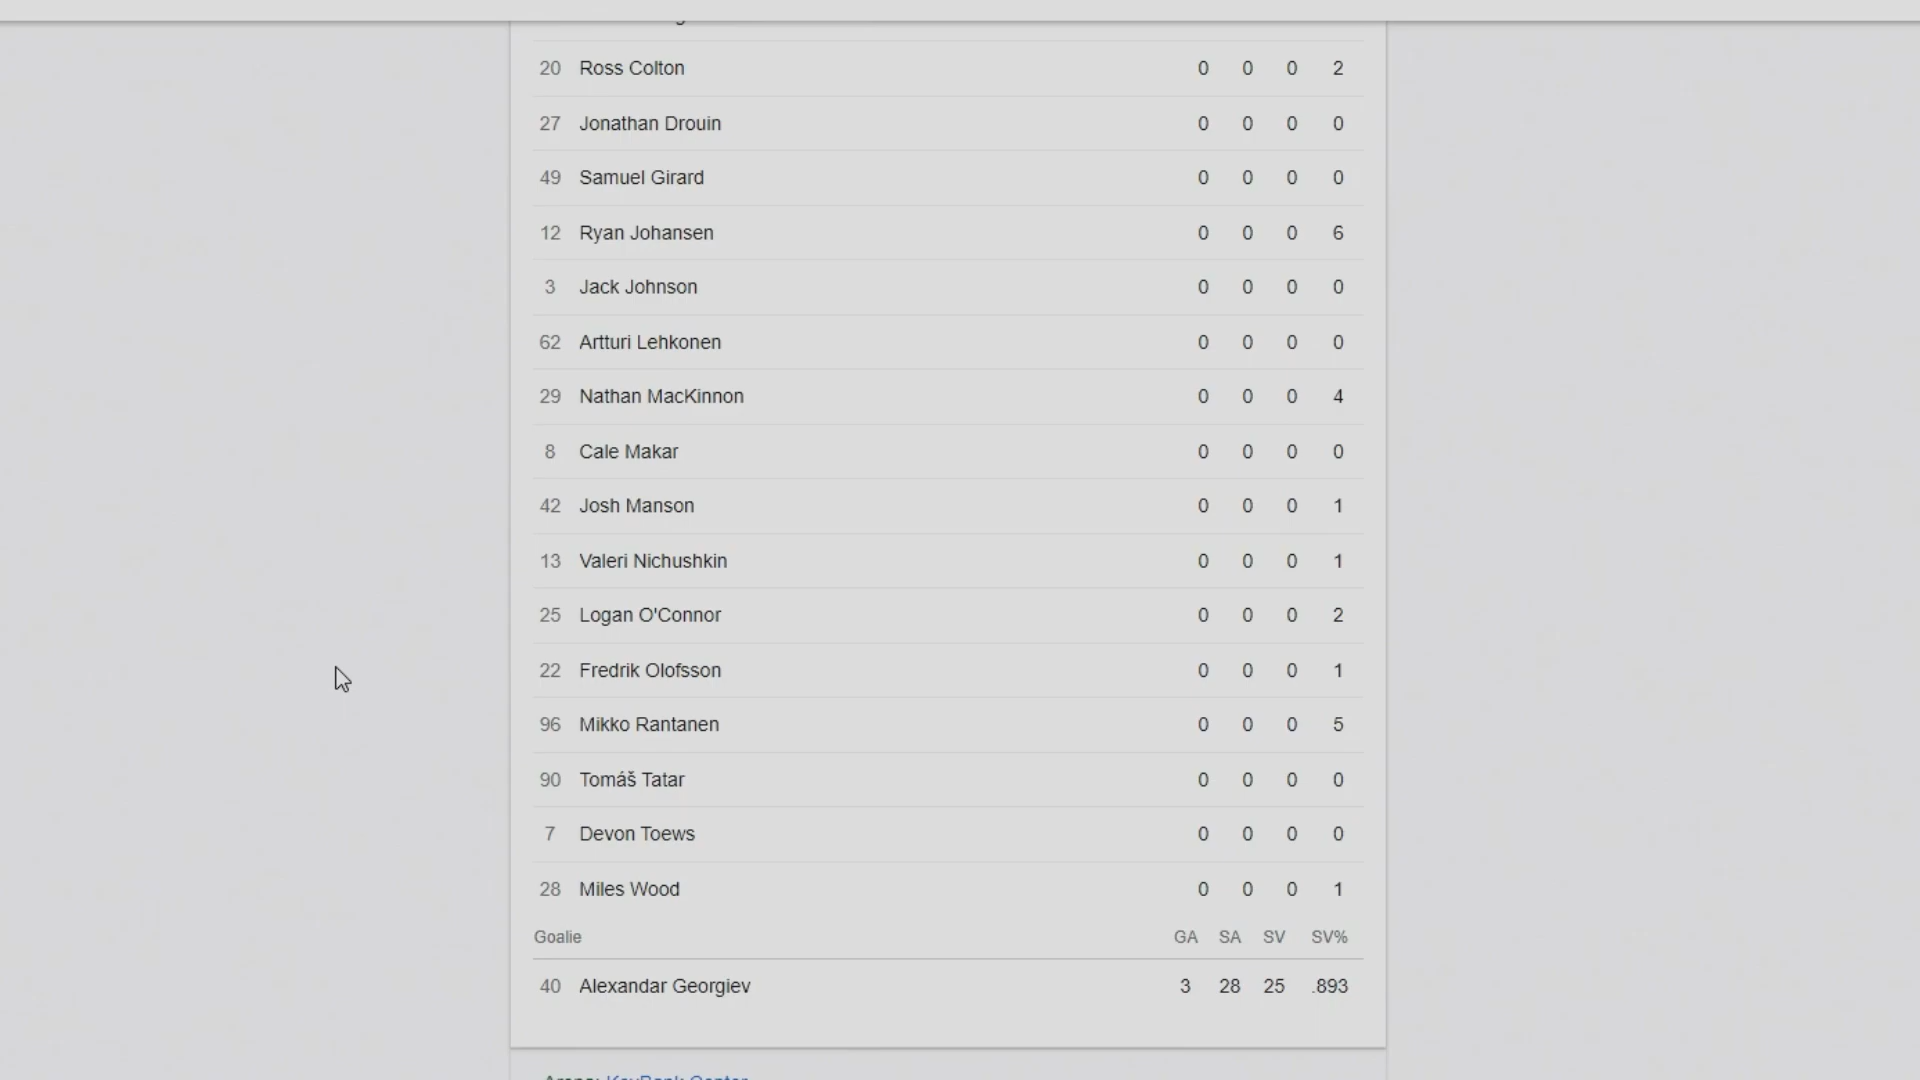 20 Ross Colton 0 0 0 2
27 Jonathan Drouin 0 0 0 0
49 Samuel Girard 0 0 0 0
12 Ryan Johansen 0 0 0 6
3 Jack Johnson 0 0 0 0
62 Artturi Lehkonen 0 0 0 0
29 Nathan MacKinnon 0 0 0 4
8 Cale Makar 0 0 0 0
42 Josh Manson 0 0 0 1
13 Valeri Nichushkin 0 0 0 1
25 Logan O'Connor 0 0 0 2
22 Fredrik Olofsson 0 0 0 1
96 Mikko Rantanen 0 0 0 5
90 Tomáš Tatar 0 0 0 0
7 Devon Toews 0 0 0 0
28 Miles Wood 0 0 0 1
Goalie GA SA SV SV%
40 Alexandar Georgiev 3 28 25 .893
Arena: KeyBank Center